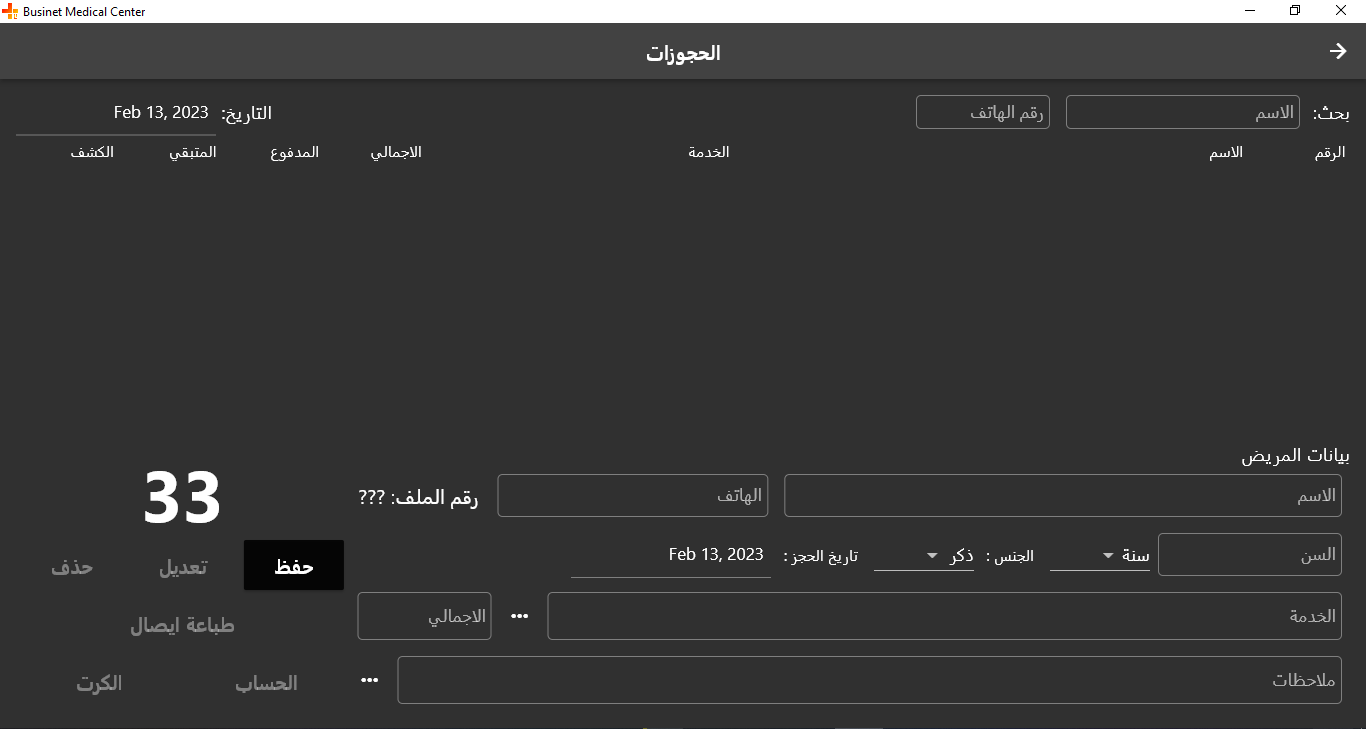 Businet Medical Center
الحجوزات
بحث: الاسم رقم الهاتف التاريخ: Feb 13, 2023
الرقم الاسم الخدمة الاجمالي المدفوع المتبقي الكشف
بيانات المريض
الاسم الهاتف رقم الملف: ??? 33
السن سنة الجنس : ذكر تاريخ الحجز : Feb 13, 2023 حفظ تعديل حذف
الخدمة ••• الاجمالي طباعة ايصال
ملاحظات ••• الحساب الكرت